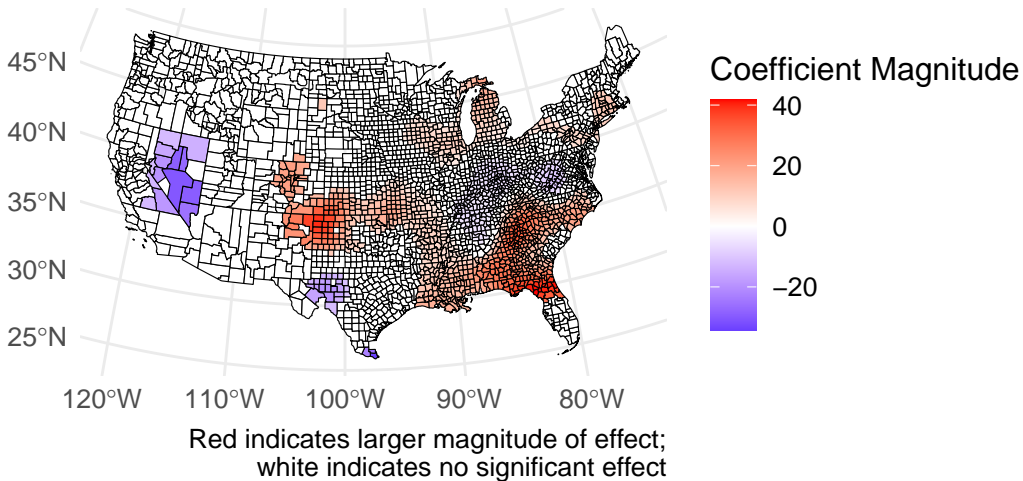 45°N
40°N
35°N
30°N
25°N
120°W 110°W 100°W 90°W 80°W
Coefficient Magnitude
40
20
0
−20
Red indicates larger magnitude of effect;
white indicates no significant effect